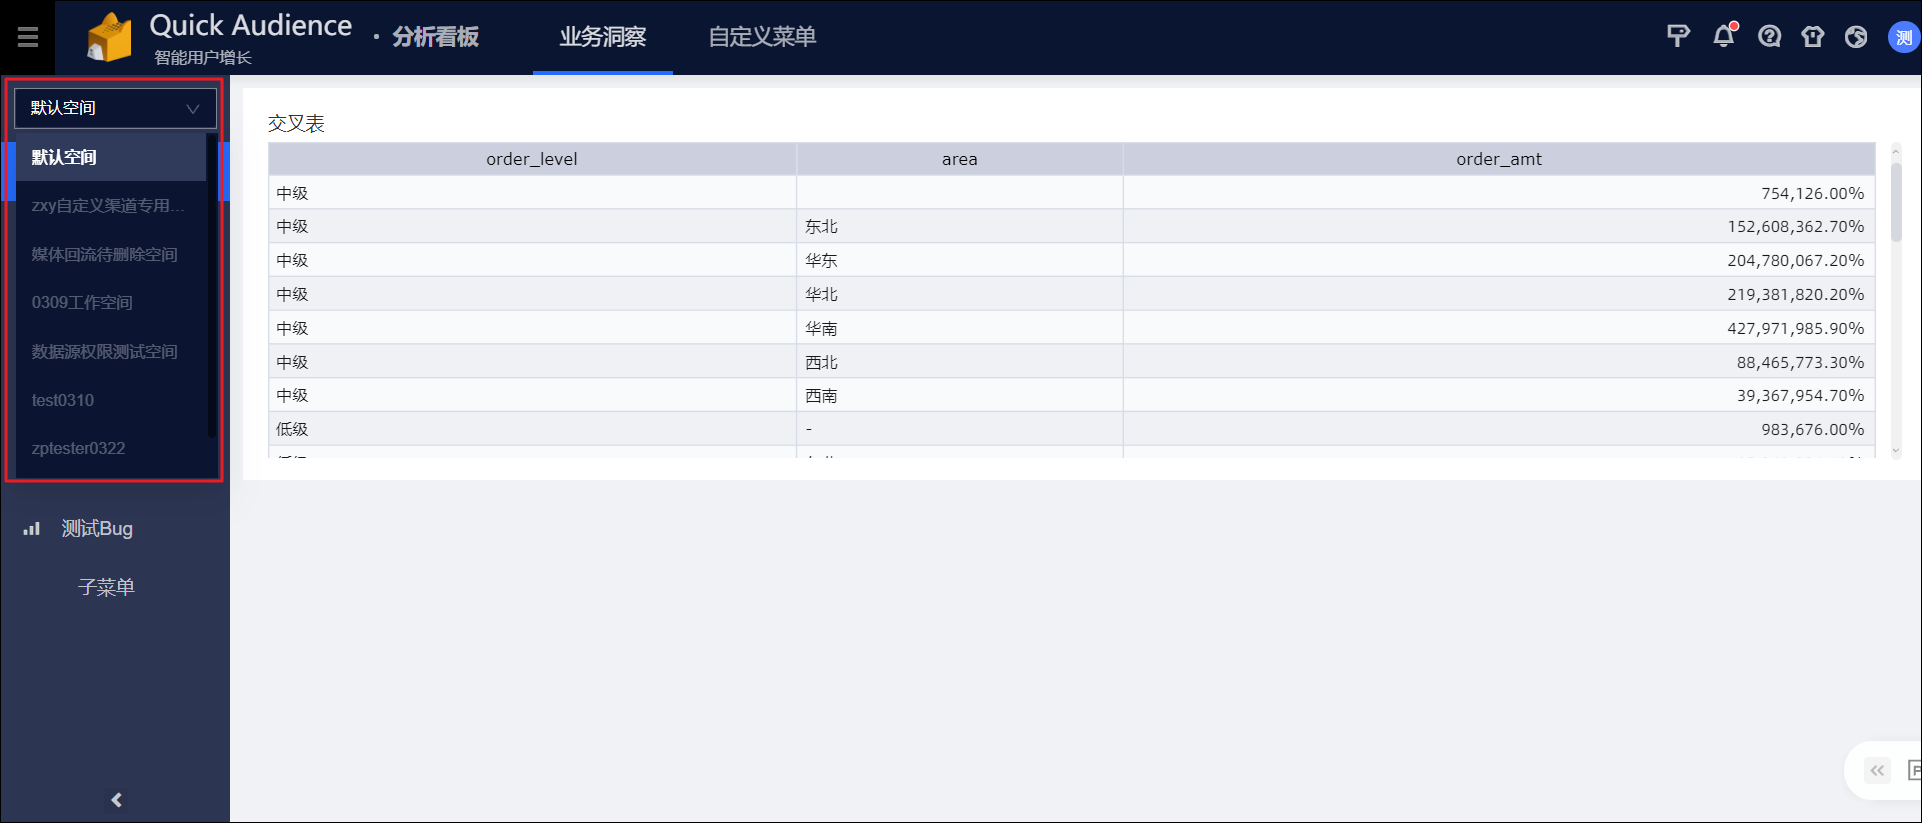 Quick Audience
智能用户增长
· 分析看板
业务洞察
自定义菜单
测
默认空间
默认空间
zxy自定义渠道专用...
媒体回流待删除空间
0309工作空间
数据源权限测试空间
test0310
zptester0322
测试Bug
子菜单
交叉表
order_level area order_amt
中级 754,126.00%
中级 东北 152,608,362.70%
中级 华东 204,780,067.20%
中级 华北 219,381,820.20%
中级 华南 427,971,985.90%
中级 西北 88,465,773.30%
中级 西南 39,367,954.70%
低级 - 983,676.00%